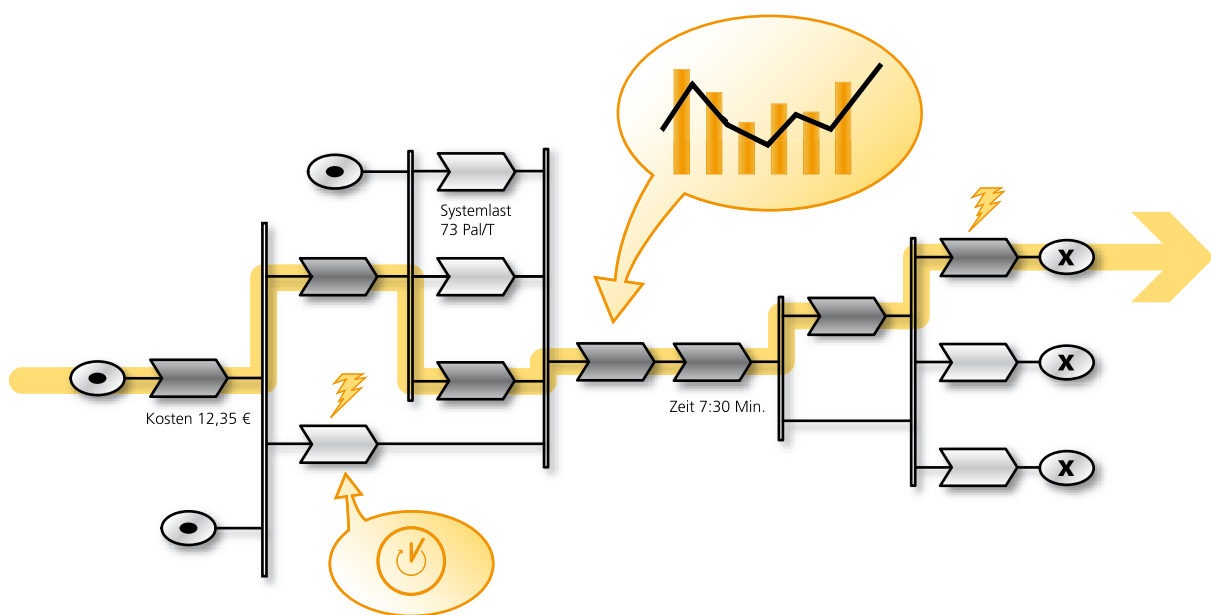 Systemlast
73 Pal/T
Kosten 12,35 €
Zeit 7:30 Min.
x
x
x